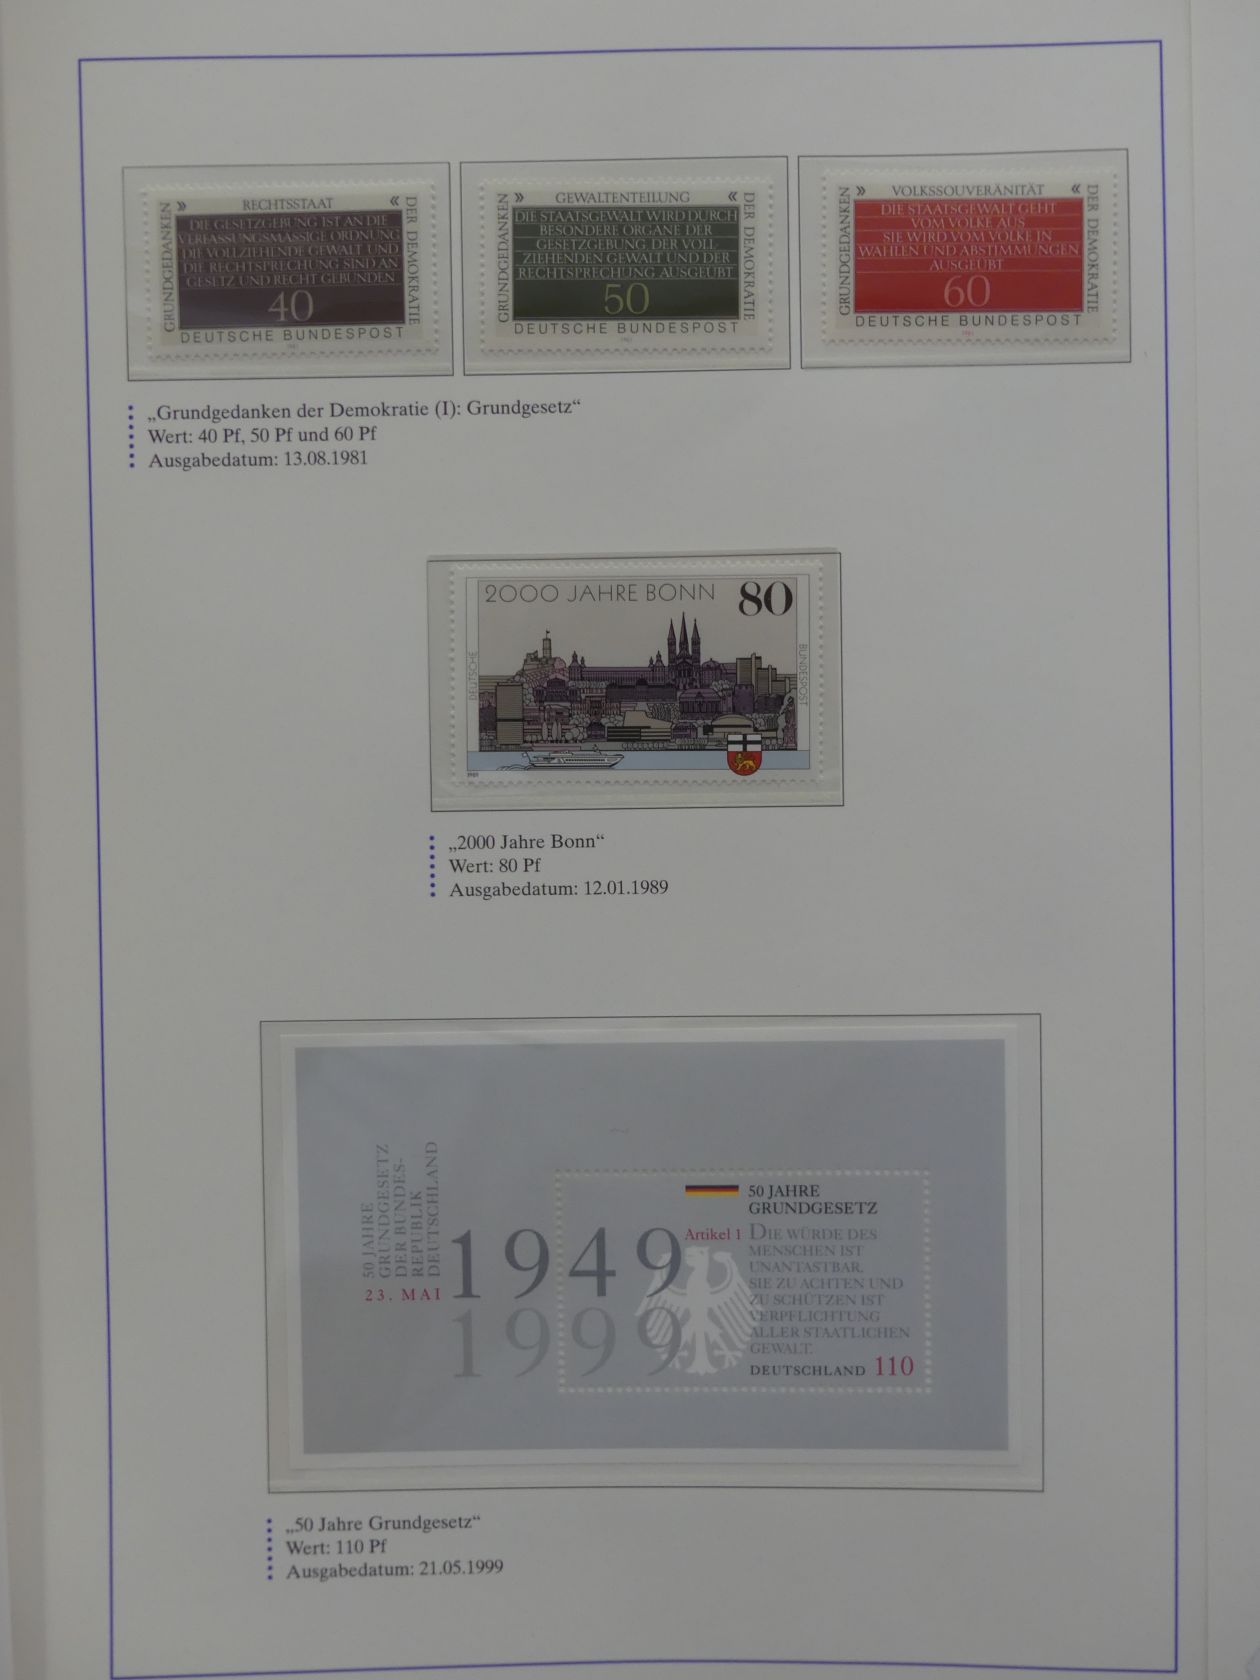 RECHTSSTAAT
GRUNDGEDANKEN
DER DEMOKRATIE
DIE GESETZGEBUNG IST AN DIE
VERFASSUNGSMÄSSIGE ORDNUNG
DIE VOLLZIEHENDE GEWALT UND
DIE RECHTSPRECHUNG SIND AN
GESETZ UND RECHT GEBUNDEN
40
DEUTSCHE BUNDESPOST
1981
» GEWALTENTEILUNG «
GRUNDGEDANKEN
DER DEMOKRATIE
DIE STAATSGEWALT WIRD DURCH
BESONDERE ORGANE DER
GESETZGEBUNG, DER VOLL-
ZIEHENDEN GEWALT UND DER
RECHTSPRECHUNG AUSGEÜBT
50
DEUTSCHE BUNDESPOST
1981
» VOLKSSOUVERÄNITÄT «
GRUNDGEDANKEN
DER DEMOKRATIE
DIE STAATSGEWALT GEHT
VOM VOLKE AUS
SIE WIRD VOM VOLKE IN
WAHLEN UND ABSTIMMUNGEN
AUSGEÜBT
60
DEUTSCHE BUNDESPOST
1981
„Grundgedanken der Demokratie (I): Grundgesetz“
Wert: 40 Pf, 50 Pf und 60 Pf
Ausgabedatum: 13.08.1981
2000 JAHRE BONN 80
DEUTSCHE
BUNDESPOST
1989
„2000 Jahre Bonn“
Wert: 80 Pf
Ausgabedatum: 12.01.1989
50 JAHRE
GRUNDGESETZ
DER BUNDES-
REPUBLIK
DEUTSCHLAND
23. MAI
1949
1999
50 JAHRE
GRUNDGESETZ
Artikel 1 DIE WÜRDE DES
MENSCHEN IST
UNANTASTBAR.
SIE ZU ACHTEN UND
ZU SCHÜTZEN IST
VERPFLICHTUNG
ALLER STAATLICHEN
GEWALT.
DEUTSCHLAND 110
„50 Jahre Grundgesetz“
Wert: 110 Pf
Ausgabedatum: 21.05.1999